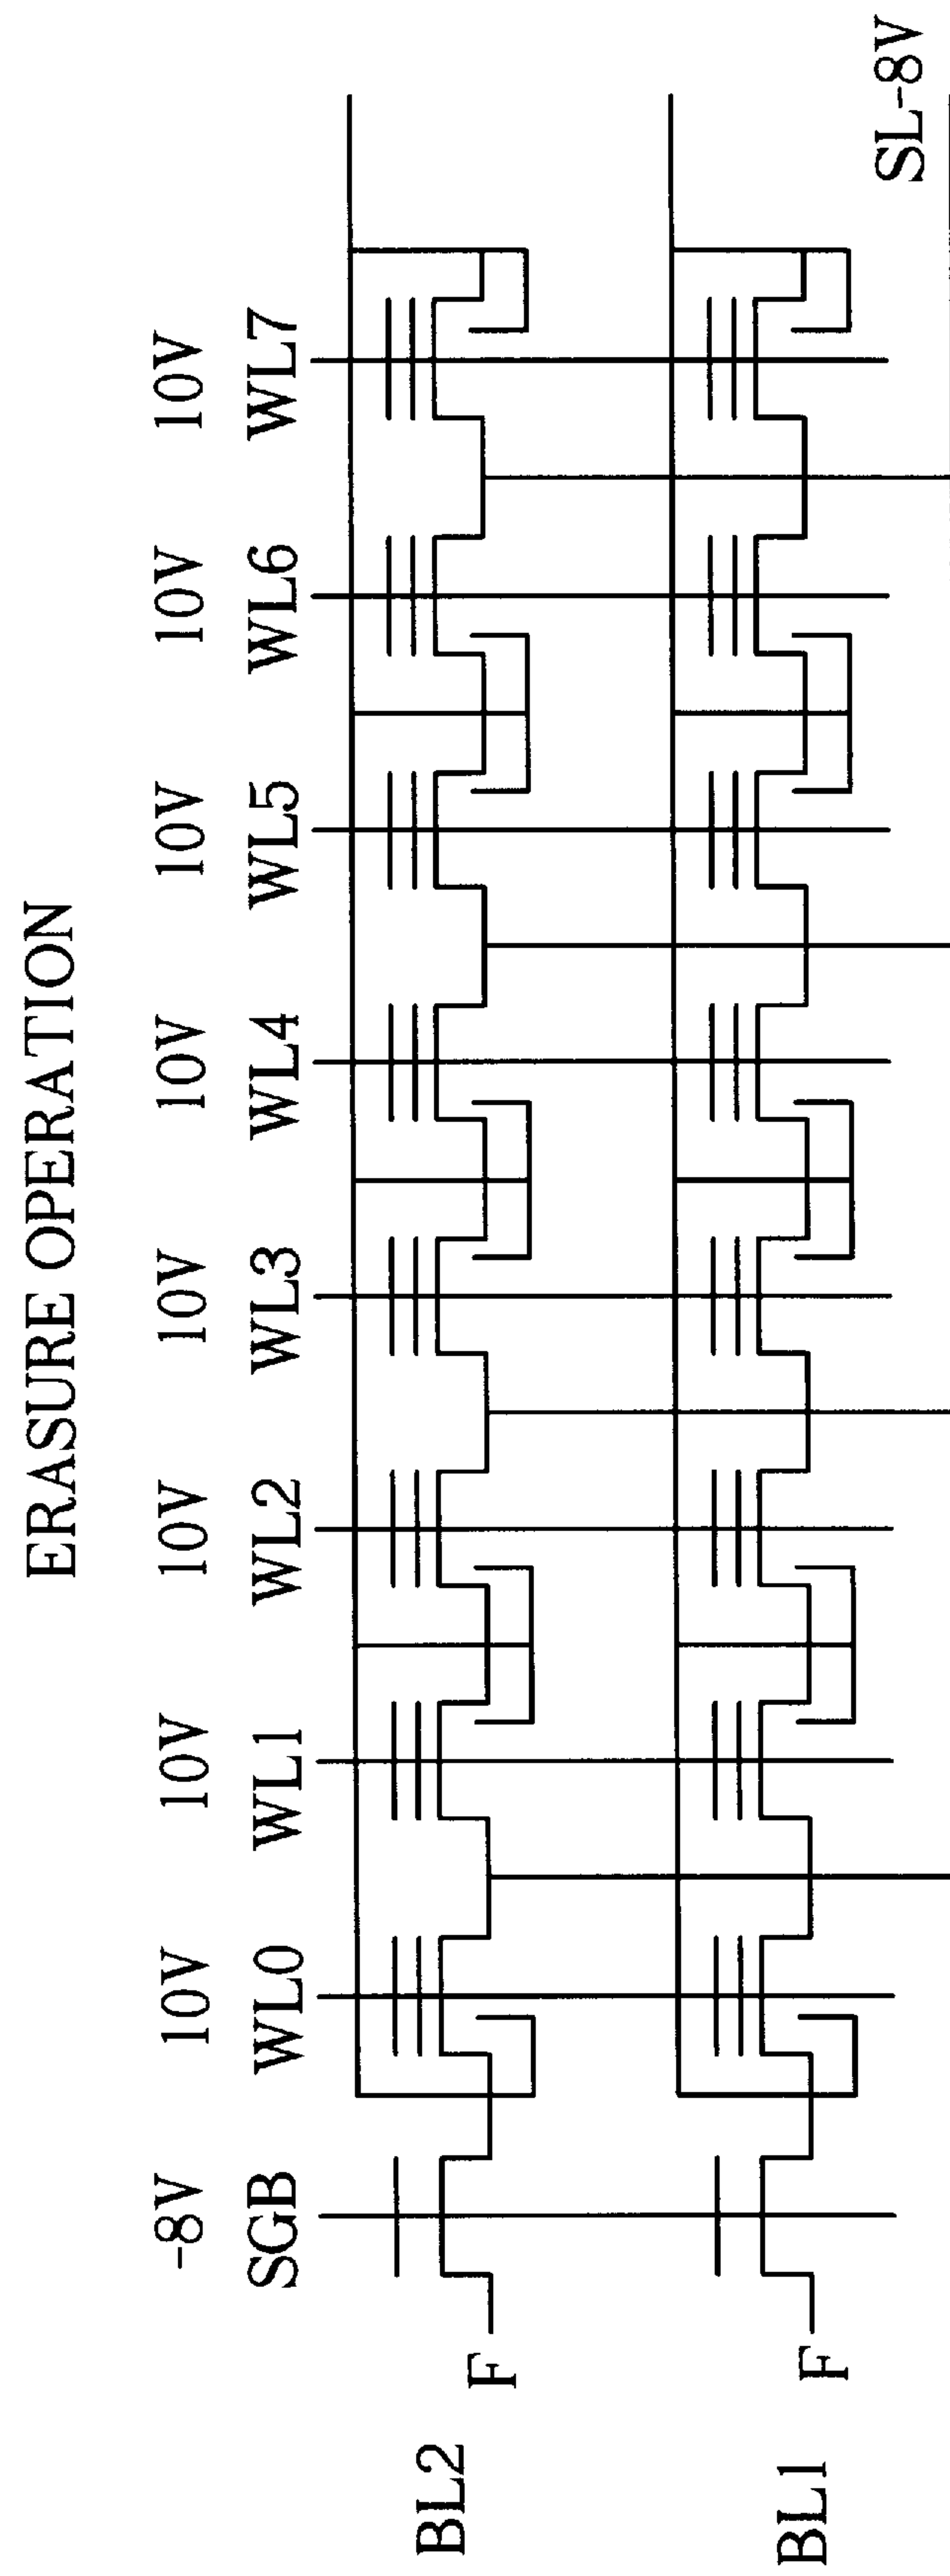 ERASURE OPERATION
-8V 10V 10V 10V 10V 10V 10V 10V 10V
SGB WL0 WL1 WL2 WL3 WL4 WL5 WL6 WL7
BL2
F
BL1
F
SL-8V